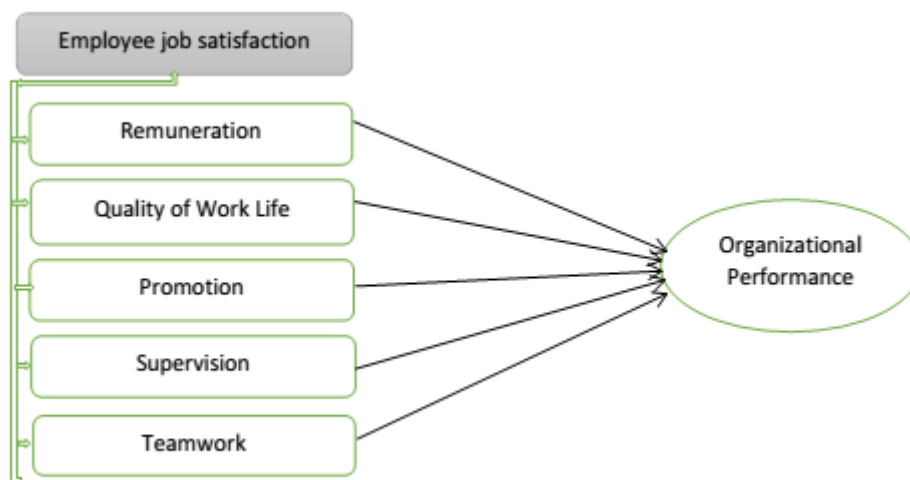 Employee job satisfaction
Remuneration
Quality of Work Life
Promotion
Supervision
Teamwork
Organizational
Performance